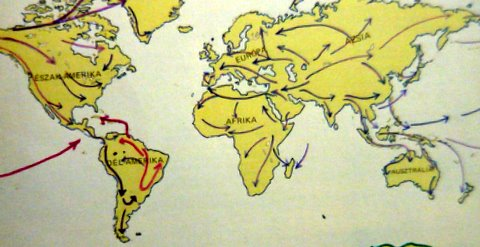 ÉSZAK-AMERIKA
EURÓPA
ÁZSIA
AFRIKA
DÉL-AMERIKA
AUSZTRÁLIA